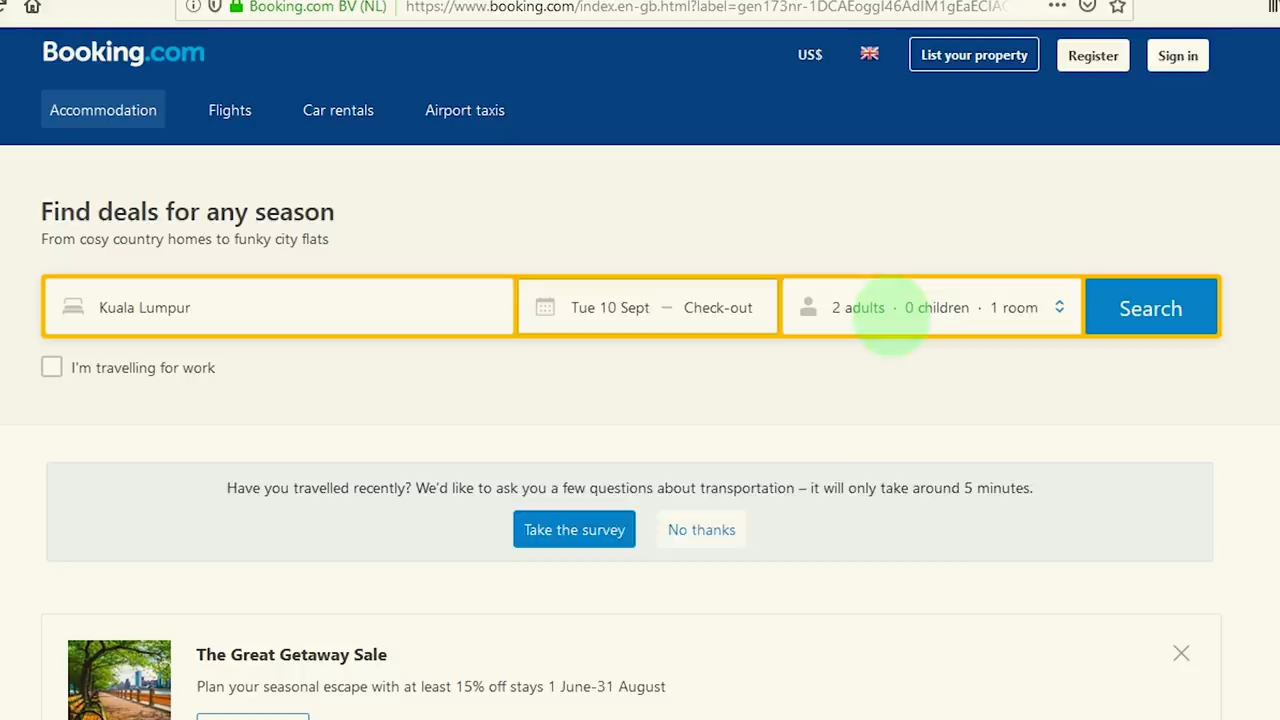 Booking.com BV (NL)
https://www.booking.com/index.en-gb.html?label=gen173nr-1DCAEoggI46AdIM1gEaECIAC
Booking.com
US$
List your property
Register
Sign in
Accommodation
Flights
Car rentals
Airport taxis
Find deals for any season
From cosy country homes to funky city flats
Kuala Lumpur
Tue 10 Sept — Check-out
2 adults · 0 children · 1 room
Search
I'm travelling for work
Have you travelled recently? We'd like to ask you a few questions about transportation – it will only take around 5 minutes.
Take the survey
No thanks
The Great Getaway Sale
Plan your seasonal escape with at least 15% off stays 1 June-31 August